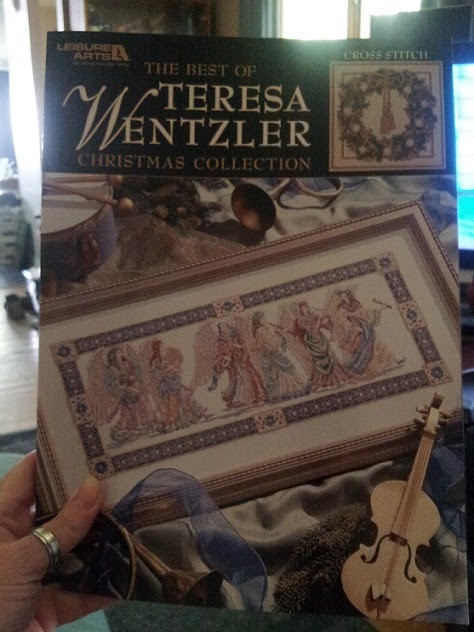 LEISURE
ARTS
THE BEST OF
TERESA
WENTZLER
CHRISTMAS COLLECTION
CROSS STITCH